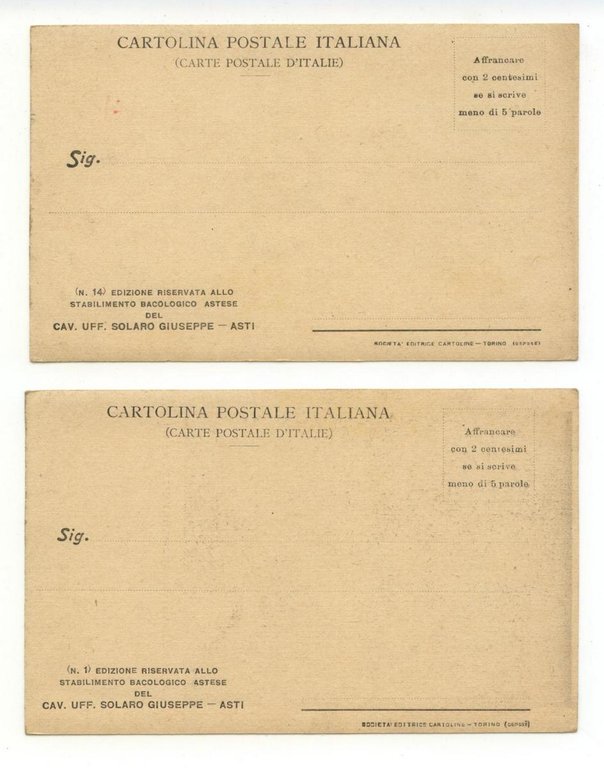 CARTOLINA POSTALE ITALIANA
(CARTE POSTALE D'ITALIE)
Affrancare
con 2 centesimi
se si scrive
meno di 5 parole
Sig.
(N. 14) EDIZIONE RISERVATA ALLO
STABILIMENTO BACOLOGICO ASTESE
DEL
CAV. UFF. SOLARO GIUSEPPE — ASTI
SOCIETA' EDITRICE CARTOLINE — TORINO
CARTOLINA POSTALE ITALIANA
(CARTE POSTALE D'ITALIE)
Affrancare
con 2 centesimi
se si scrive
meno di 5 parole
Sig.
(N. 1) EDIZIONE RISERVATA ALLO
STABILIMENTO BACOLOGICO ASTESE
DEL
CAV. UFF. SOLARO GIUSEPPE — ASTI
SOCIETA' EDITRICE CARTOLINE — TORINO